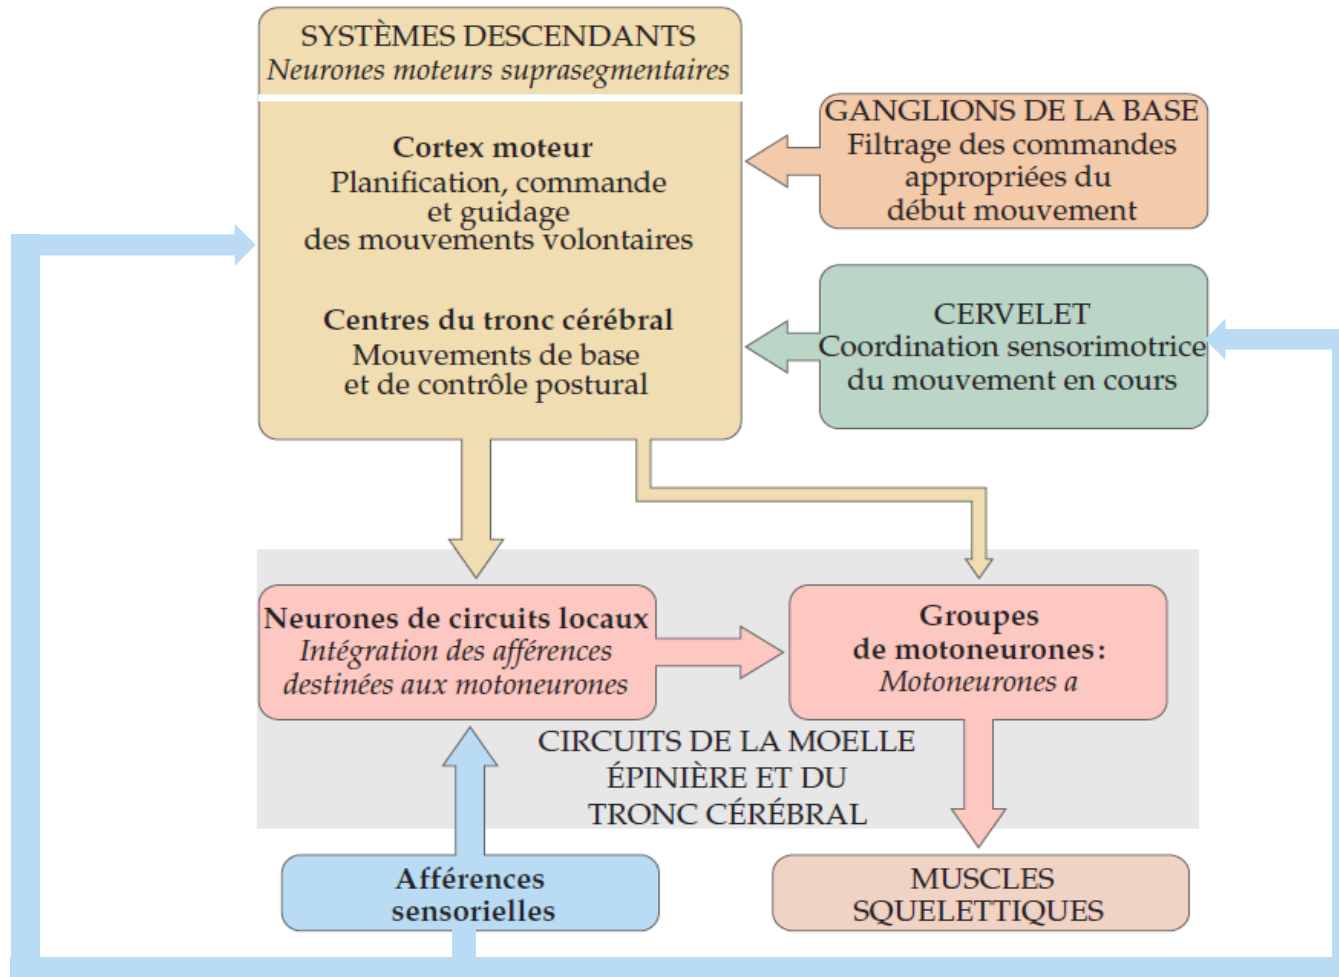 SYSTÈMES DESCENDANTS
Neurones moteurs suprasegmentaires
Cortex moteur
Planification, commande
et guidage
des mouvements volontaires
Centres du tronc cérébral
Mouvements de base
et de contrôle postural
GANGLIONS DE LA BASE
Filtrage des commandes
appropriées du
début mouvement
CERVELET
Coordination sensorimotrice
du mouvement en cours
Neurones de circuits locaux
Intégration des afférences
destinées aux motoneurones
Groupes
de motoneurones :
Motoneurones a
CIRCUITS DE LA MOELLE
ÉPINIÈRE ET DU
TRONC CÉRÉBRAL
Afférences
sensorielles
MUSCLES
SQUELETTIQUES